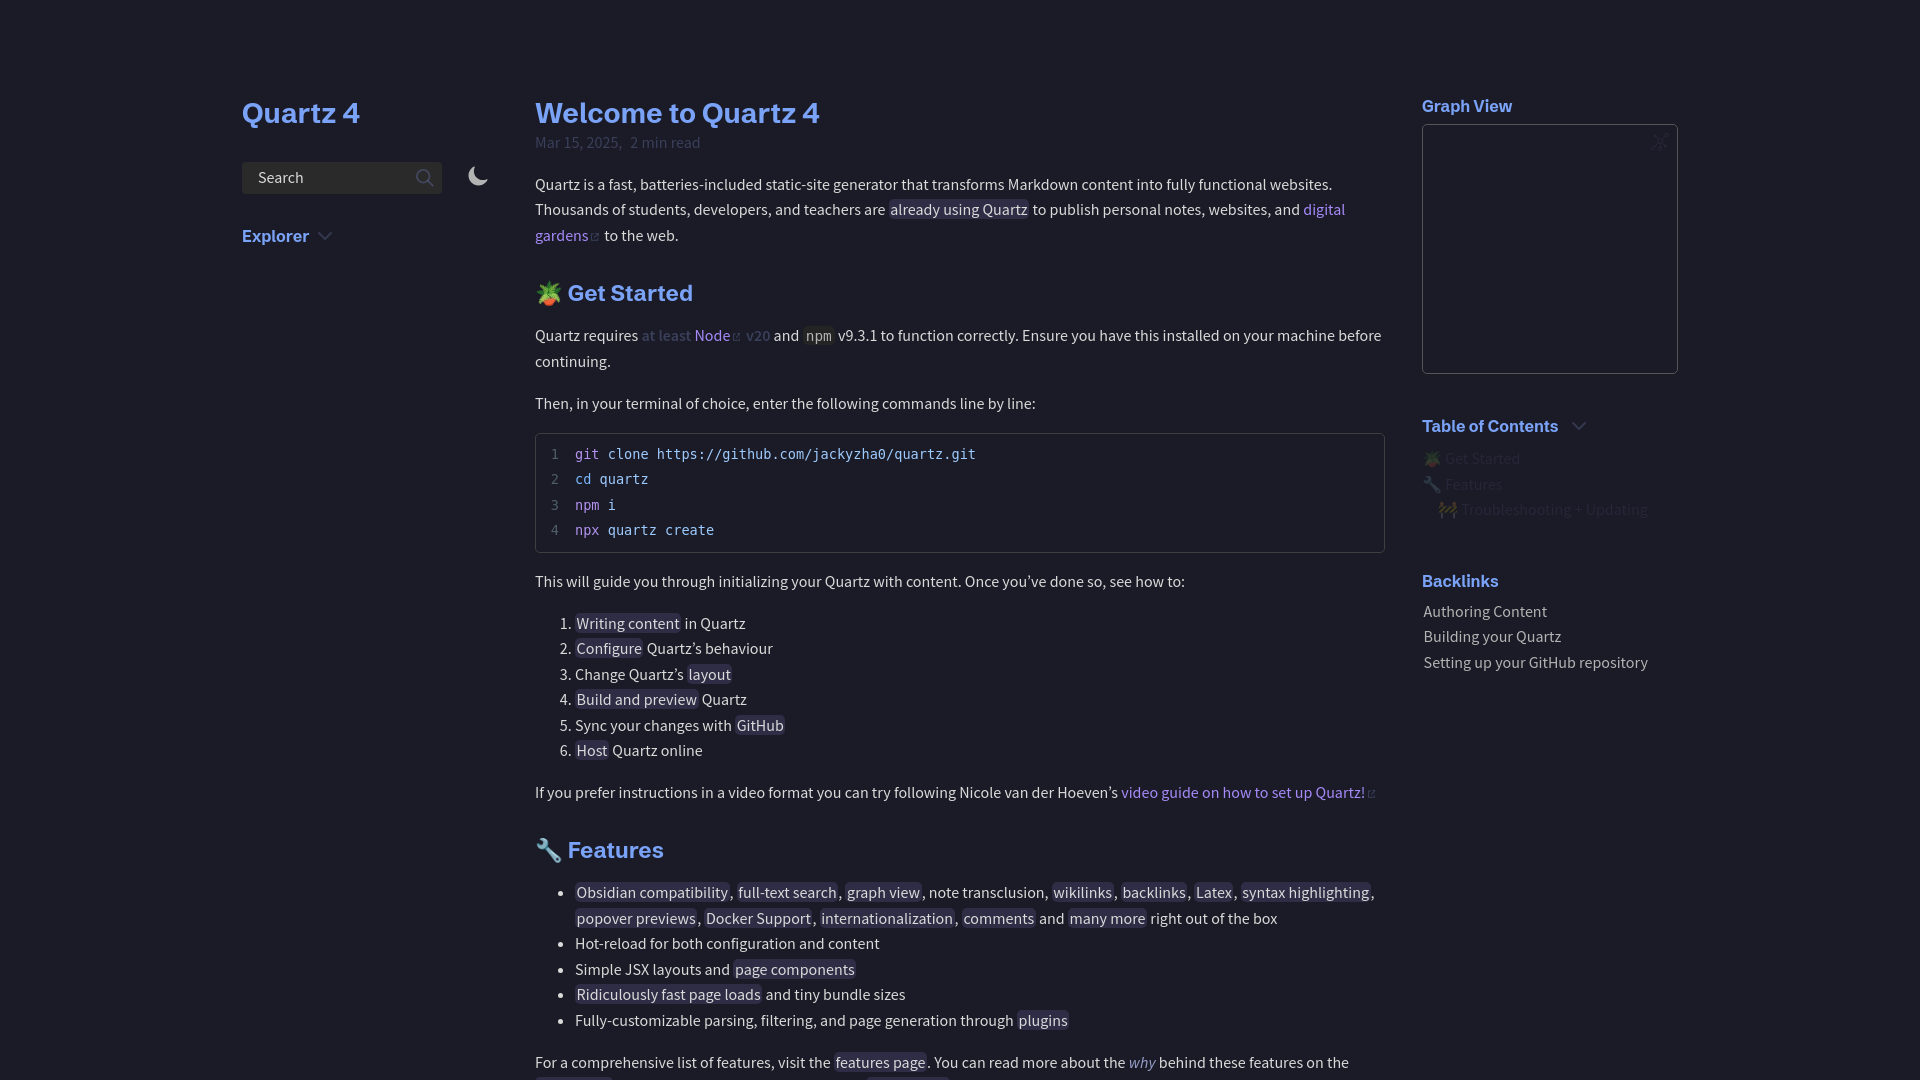 Quartz 4
Search
Explorer
Welcome to Quartz 4
Mar 15, 2025, 2 min read
Quartz is a fast, batteries-included static-site generator that transforms Markdown content into fully functional websites.
Thousands of students, developers, and teachers are already using Quartz to publish personal notes, websites, and digital
gardens to the web.
🪴 Get Started
Quartz requires at least Node v20 and npm v9.3.1 to function correctly. Ensure you have this installed on your machine before
continuing.
Then, in your terminal of choice, enter the following commands line by line:
1 git clone https://github.com/jackyzha0/quartz.git
2 cd quartz
3 npm i
4 npx quartz create
This will guide you through initializing your Quartz with content. Once you’ve done so, see how to:
1. Writing content in Quartz
2. Configure Quartz’s behaviour
3. Change Quartz’s layout
4. Build and preview Quartz
5. Sync your changes with GitHub
6. Host Quartz online
If you prefer instructions in a video format you can try following Nicole van der Hoeven’s video guide on how to set up Quartz!
🔧 Features
• Obsidian compatibility, full-text search, graph view, note transclusion, wikilinks, backlinks, Latex, syntax highlighting,
popover previews, Docker Support, internationalization, comments and many more right out of the box
• Hot-reload for both configuration and content
• Simple JSX layouts and page components
• Ridiculously fast page loads and tiny bundle sizes
• Fully-customizable parsing, filtering, and page generation through plugins
For a comprehensive list of features, visit the features page. You can read more about the why behind these features on the
Graph View
Table of Contents
🪴 Get Started
🔧 Features
🚧 Troubleshooting + Updating
Backlinks
Authoring Content
Building your Quartz
Setting up your GitHub repository